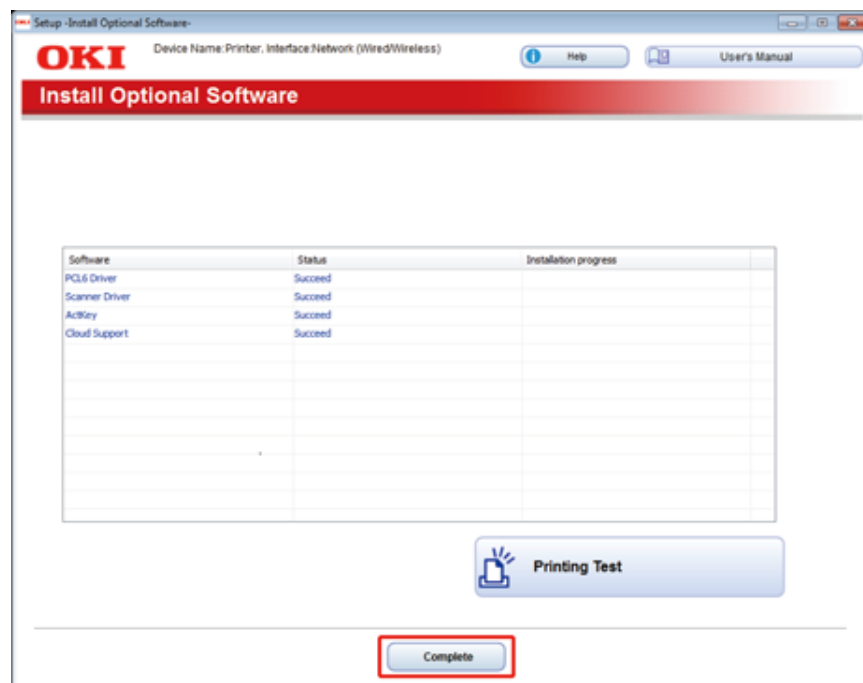 OKI Setup -Install Optional Software-
OKI Device Name:Printer. Interface:Network (Wired/Wireless) Help User's Manual
Install Optional Software
Software Status Installation progress
PCL6 Driver Succeed
Scanner Driver Succeed
ActKey Succeed
Cloud Support Succeed
Printing Test
Complete